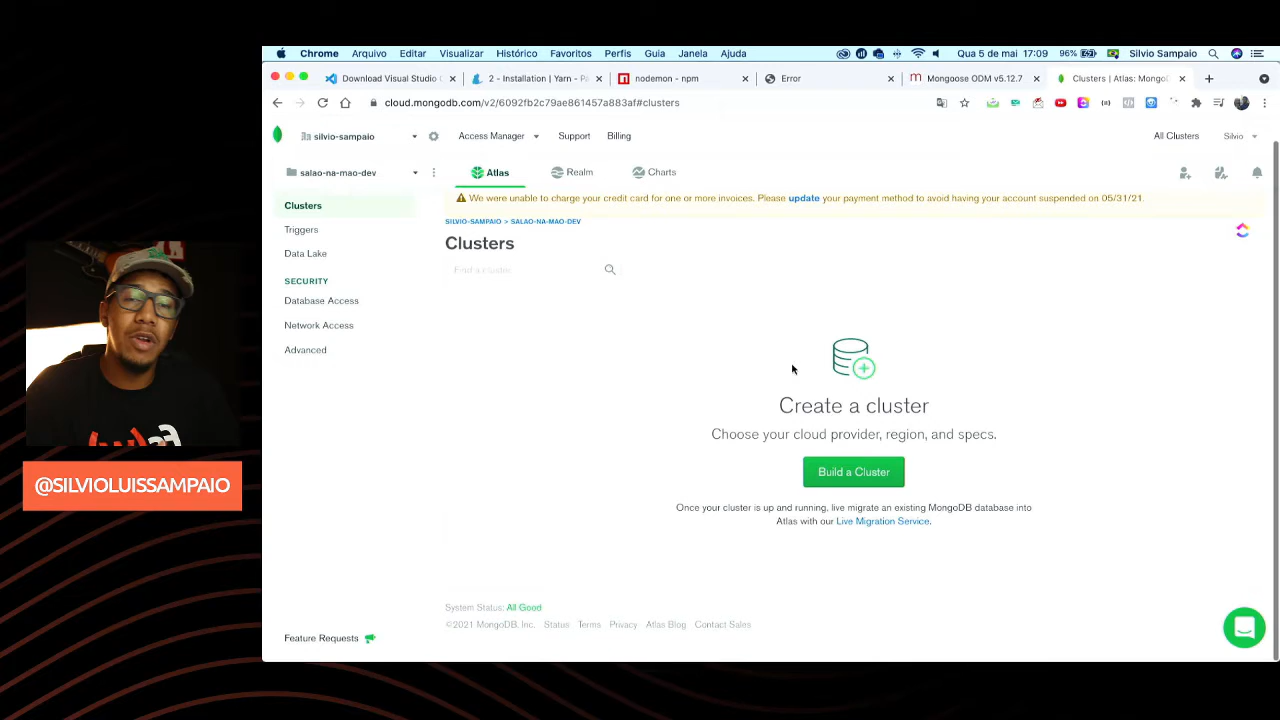 Chrome Arquivo Editar Visualizar Histórico Favoritos Perfis Guia Janela Ajuda Qua 5 de mai 17:09 96% Silvio Sampaio
Download Visual Studio C 2 - Installation | Yarn - Pa nodemon - npm Error Mongoose ODM v5.12.7 Clusters | Atlas: MongoD
cloud.mongodb.com/v2/6092fb2c79ae861457a883af#clusters
silvio-sampaio Access Manager Support Billing All Clusters Silvio
salao-na-mao-dev Atlas Realm Charts
We were unable to charge your credit card for one or more invoices. Please update your payment method to avoid having your account suspended on 05/31/21.
Clusters
Triggers
Data Lake
SECURITY
Database Access
Network Access
Advanced
SILVIO-SAMPAIO > SALAO-NA-MAO-DEV
Clusters
Find a cluster...
Create a cluster
Choose your cloud provider, region, and specs.
Build a Cluster
Once your cluster is up and running, live migrate an existing MongoDB database into
Atlas with our Live Migration Service.
@SILVIOLUISSAMPAIO
System Status: All Good
©2021 MongoDB, Inc. Status Terms Privacy Atlas Blog Contact Sales
Feature Requests